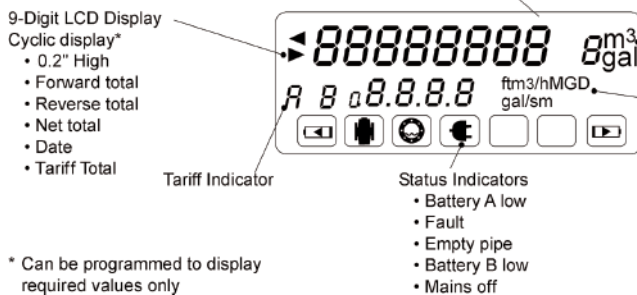 9-Digit LCD Display
Cyclic display*
• 0.2" High
• Forward total
• Reverse total
• Net total
• Date
• Tariff Total
88888888 8 m3
gal
A B a8.8.8.8 ftm3/hMGD
gal/sm
Tariff Indicator
Status Indicators
• Battery A low
• Fault
• Empty pipe
• Battery B low
• Mains off
* Can be programmed to display
required values only